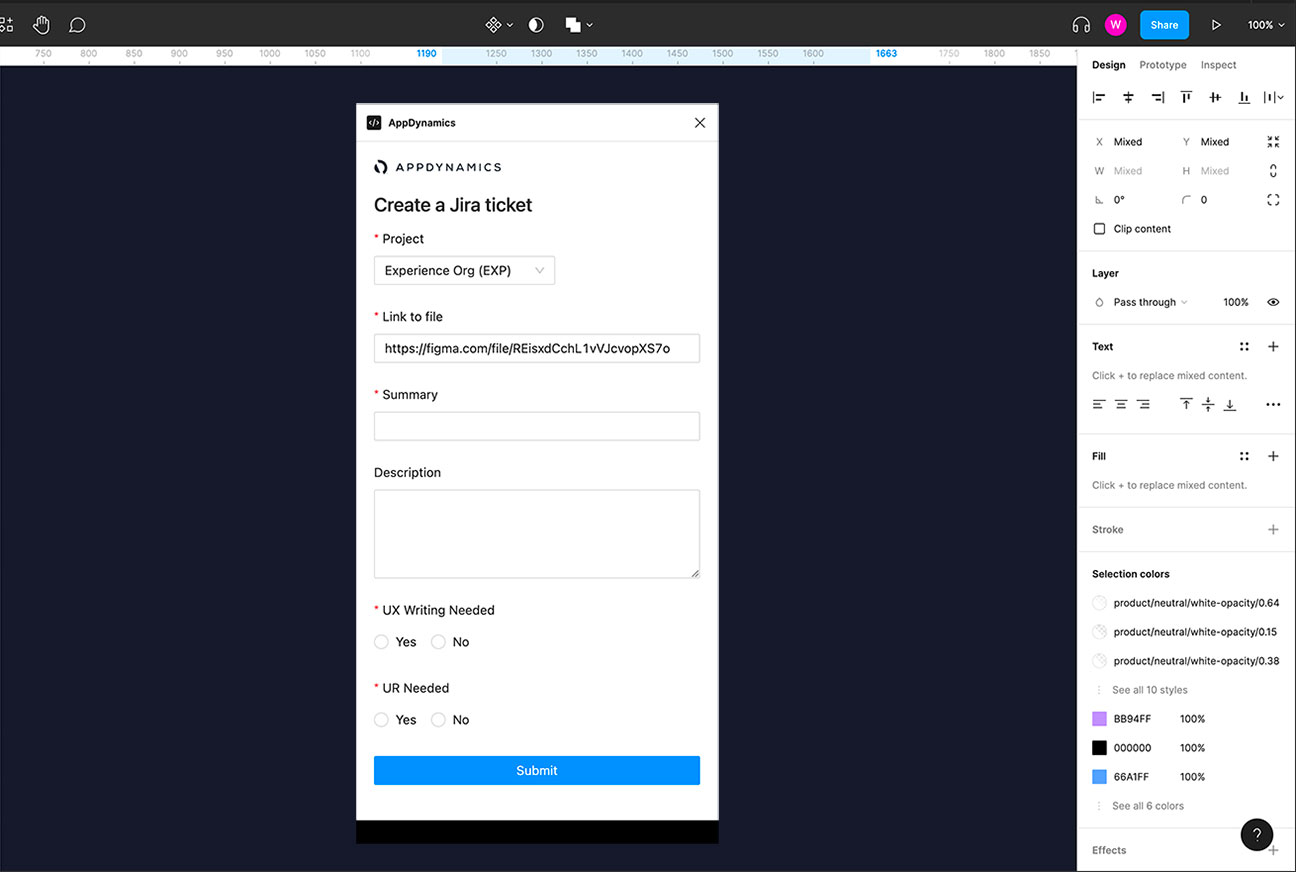 W Share 100%
750 800 850 900 950 1000 1050 1100 1190 1250 1300 1350 1400 1450 1500 1550 1600 1663 1750 1800 1850
Design Prototype Inspect
AppDynamics
X Mixed Y Mixed
W Mixed H Mixed
0° 0
Clip content
Layer
Pass through 100%
Text
Click + to replace mixed content.
Fill
Click + to replace mixed content.
Stroke
Selection colors
product/neutral/white-opacity/0.64
product/neutral/white-opacity/0.15
product/neutral/white-opacity/0.38
See all 10 styles
BB94FF 100%
000000 100%
66A1FF 100%
See all 6 colors
Effects
?
APPDYNAMICS
Create a Jira ticket
* Project
Experience Org (EXP)
* Link to file
https://figma.com/file/REisxdCchL1vVJcvopXS7o
* Summary
Description
* UX Writing Needed
Yes No
* UR Needed
Yes No
Submit